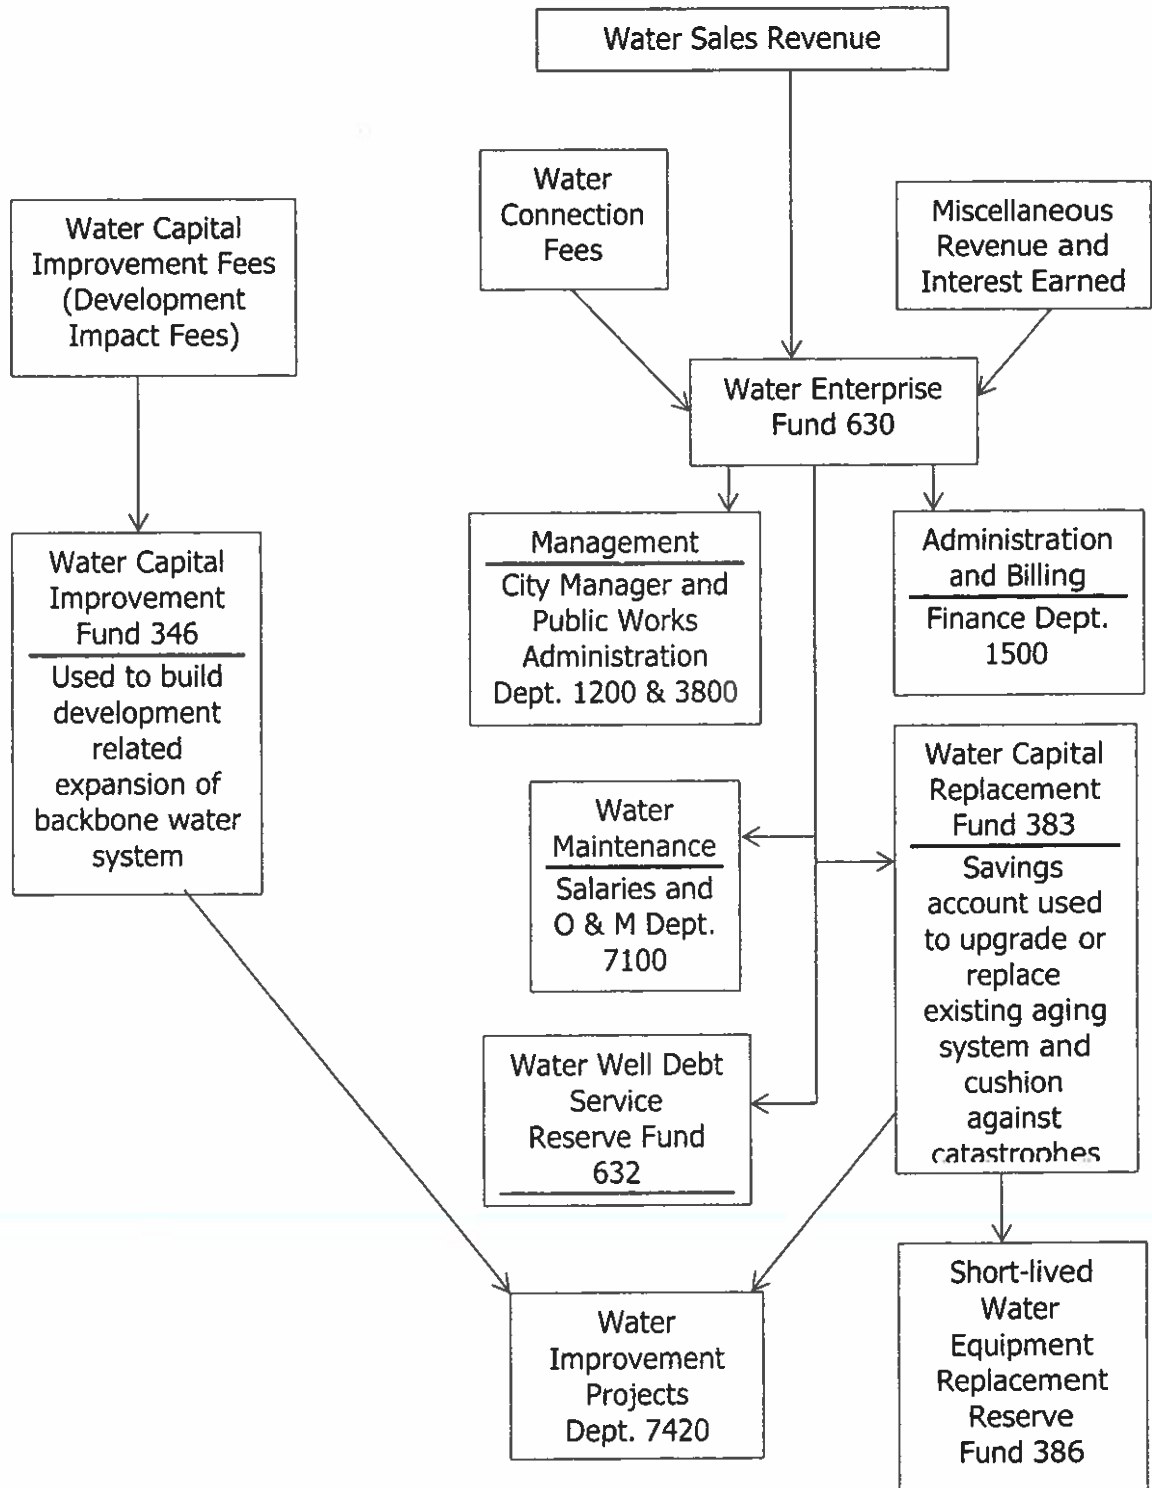 Water Sales Revenue
Water
Connection
Fees
Miscellaneous
Revenue and
Interest Earned
Water Capital
Improvement Fees
(Development
Impact Fees)
Water Enterprise
Fund 630
Management
City Manager and
Public Works
Administration
Dept. 1200 & 3800
Administration
and Billing
Finance Dept.
1500
Water Capital
Improvement
Fund 346
Used to build
development
related
expansion of
backbone water
system
Water
Maintenance
Salaries and
O & M Dept.
7100
Water Capital
Replacement
Fund 383
Savings
account used
to upgrade or
replace
existing aging
system and
cushion
against
catastrophes
Water Well Debt
Service
Reserve Fund
632
Water
Improvement
Projects
Dept. 7420
Short-lived
Water
Equipment
Replacement
Reserve
Fund 386